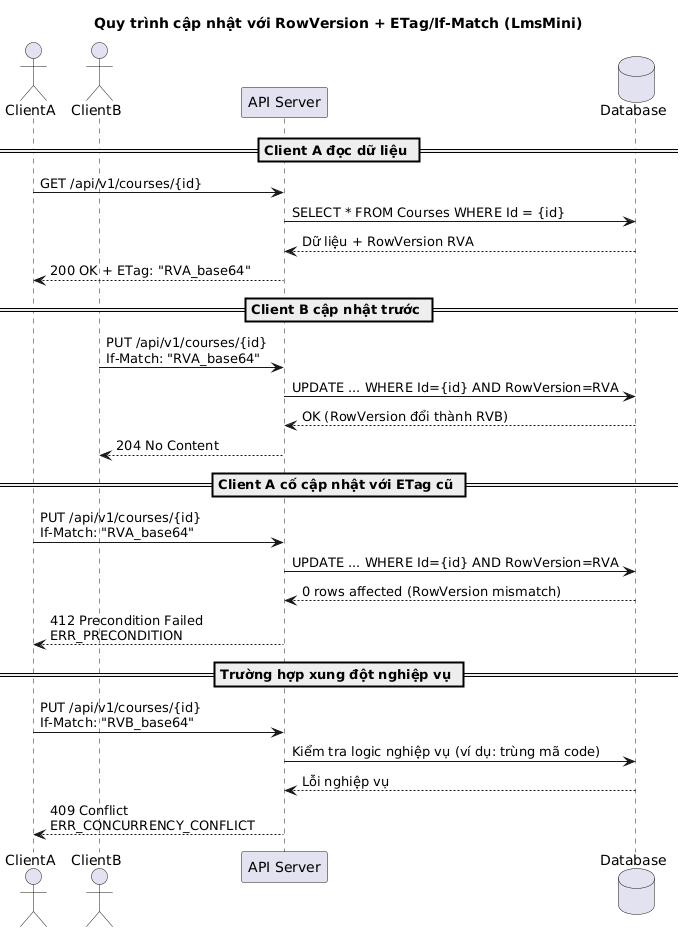 Quy trình cập nhật với RowVersion + ETag/If-Match (LmsMini)
ClientA
ClientB
API Server
Database
Client A đọc dữ liệu
GET /api/v1/courses/{id}
SELECT * FROM Courses WHERE Id = {id}
Dữ liệu + RowVersion RVA
200 OK + ETag: "RVA_base64"
Client B cập nhật trước
PUT /api/v1/courses/{id}
If-Match: "RVA_base64"
UPDATE ... WHERE Id={id} AND RowVersion=RVA
OK (RowVersion đổi thành RVB)
204 No Content
Client A cố cập nhật với ETag cũ
PUT /api/v1/courses/{id}
If-Match: "RVA_base64"
UPDATE ... WHERE Id={id} AND RowVersion=RVA
0 rows affected (RowVersion mismatch)
412 Precondition Failed
ERR_PRECONDITION
Trường hợp xung đột nghiệp vụ
PUT /api/v1/courses/{id}
If-Match: "RVB_base64"
Kiểm tra logic nghiệp vụ (ví dụ: trùng mã code)
Lỗi nghiệp vụ
409 Conflict
ERR_CONCURRENCY_CONFLICT
ClientA
ClientB
API Server
Database